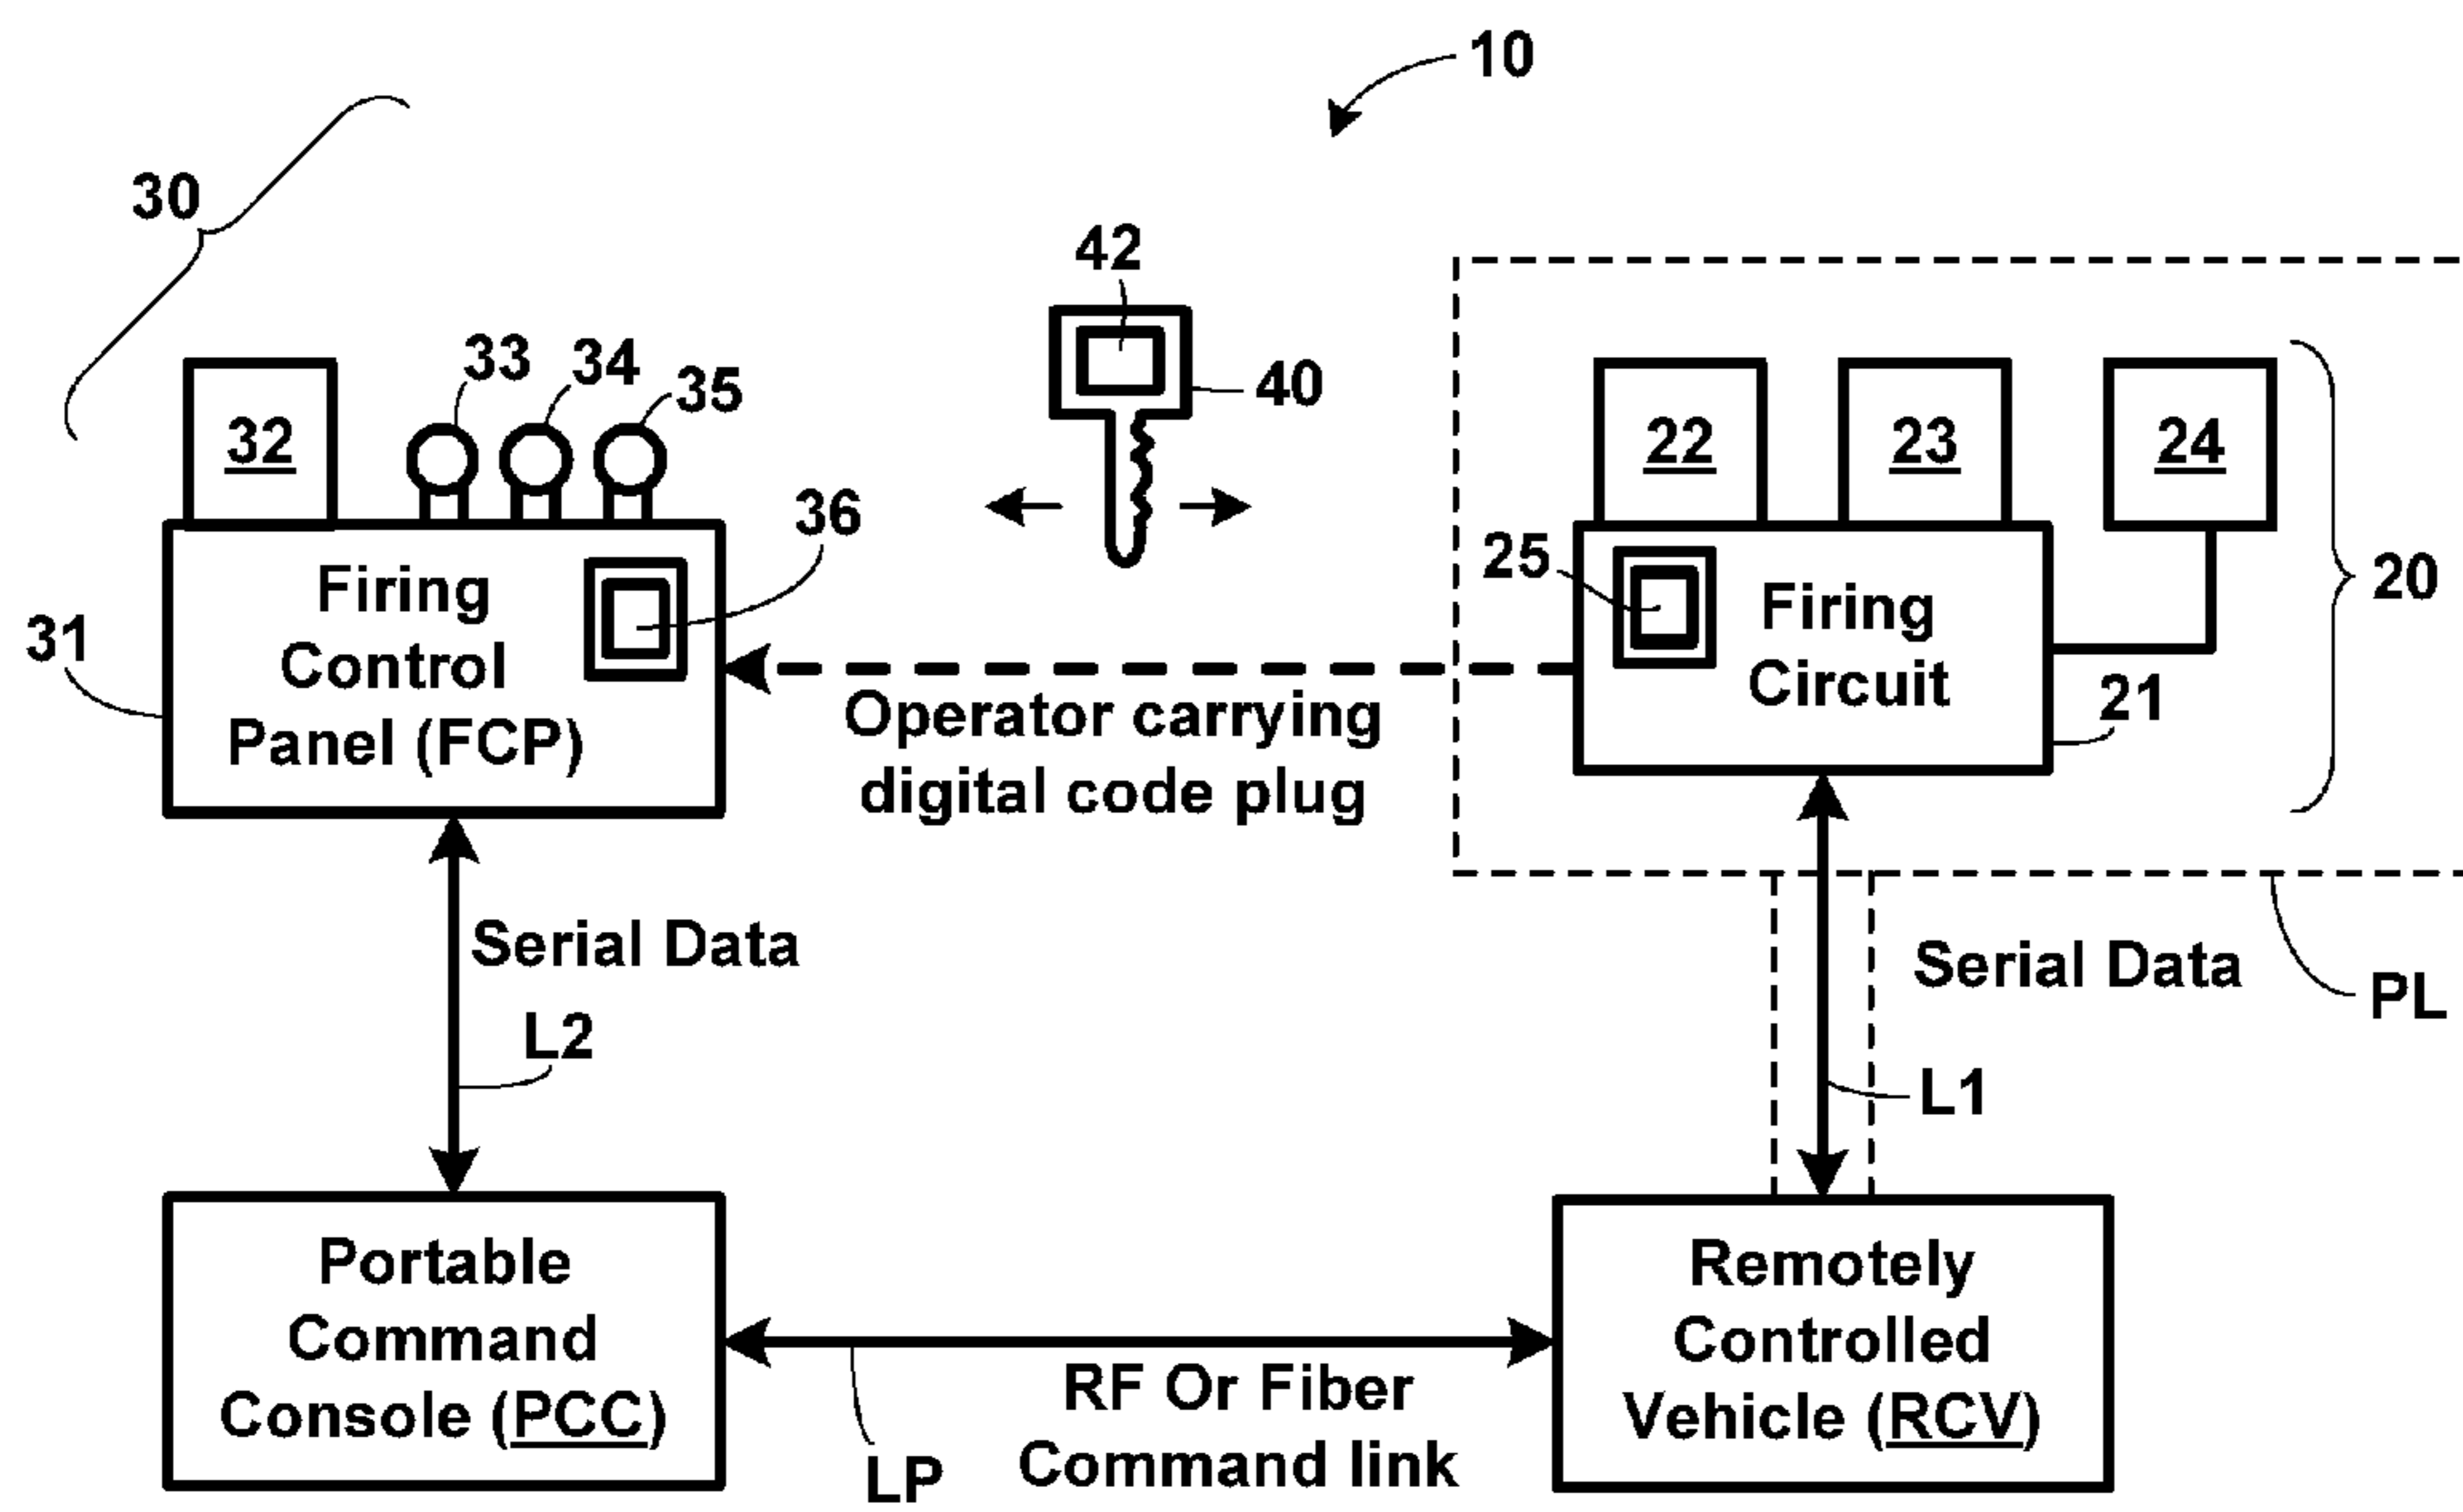 10
30
42
33
34
35
40
32
22
23
24
36
25
20
Firing
Control
Panel (FCP)
31
Firing
Circuit
21
Operator carrying
digital code plug
Serial Data
L2
Serial Data
PL
L1
Portable
Command
Console (PCC)
RF Or Fiber
Command link
LP
Remotely
Controlled
Vehicle (RCV)